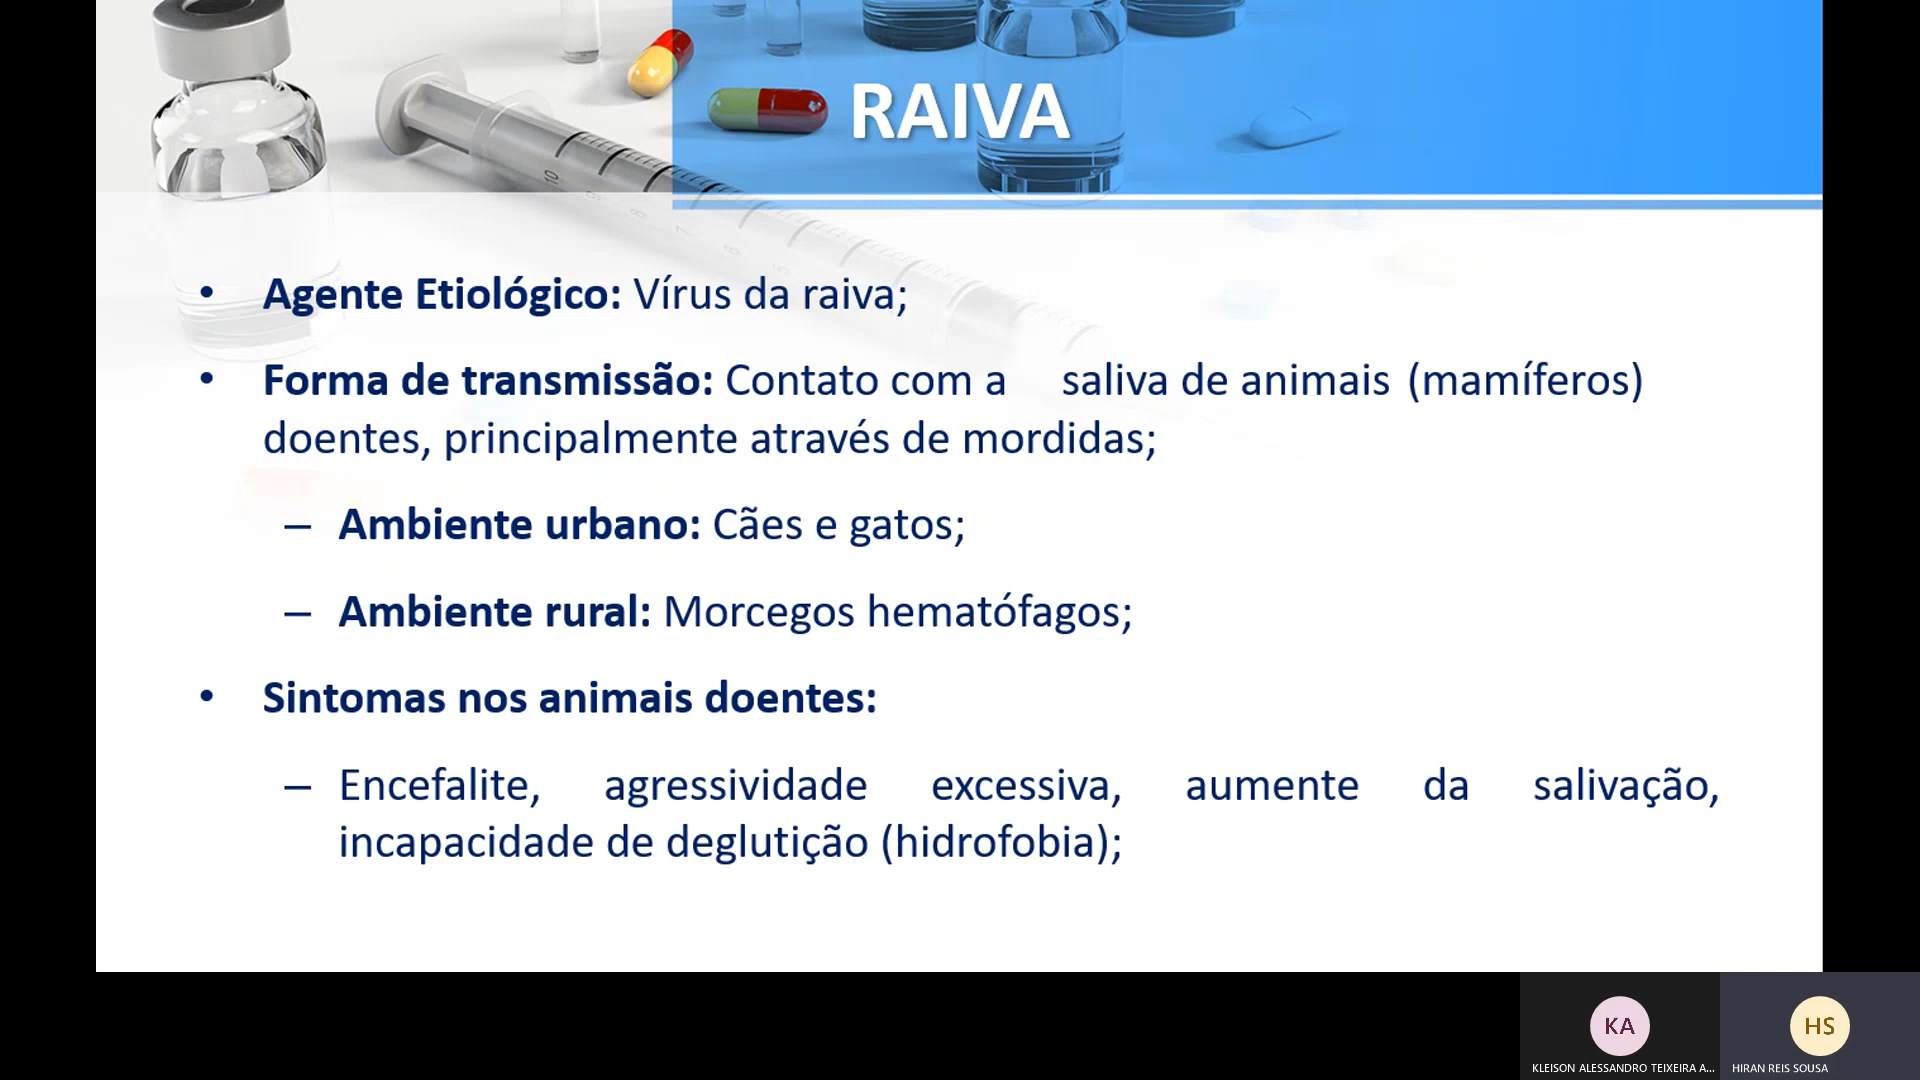 RAIVA
• Agente Etiológico: Vírus da raiva;
• Forma de transmissão: Contato com a saliva de animais (mamíferos)
doentes, principalmente através de mordidas;
– Ambiente urbano: Cães e gatos;
– Ambiente rural: Morcegos hematófagos;
• Sintomas nos animais doentes:
– Encefalite, agressividade excessiva, aumente da salivação,
incapacidade de deglutição (hidrofobia);
KA
HS
KLEISON ALESSANDRO TEIXEIRA A...
HIRAN REIS SOUSA